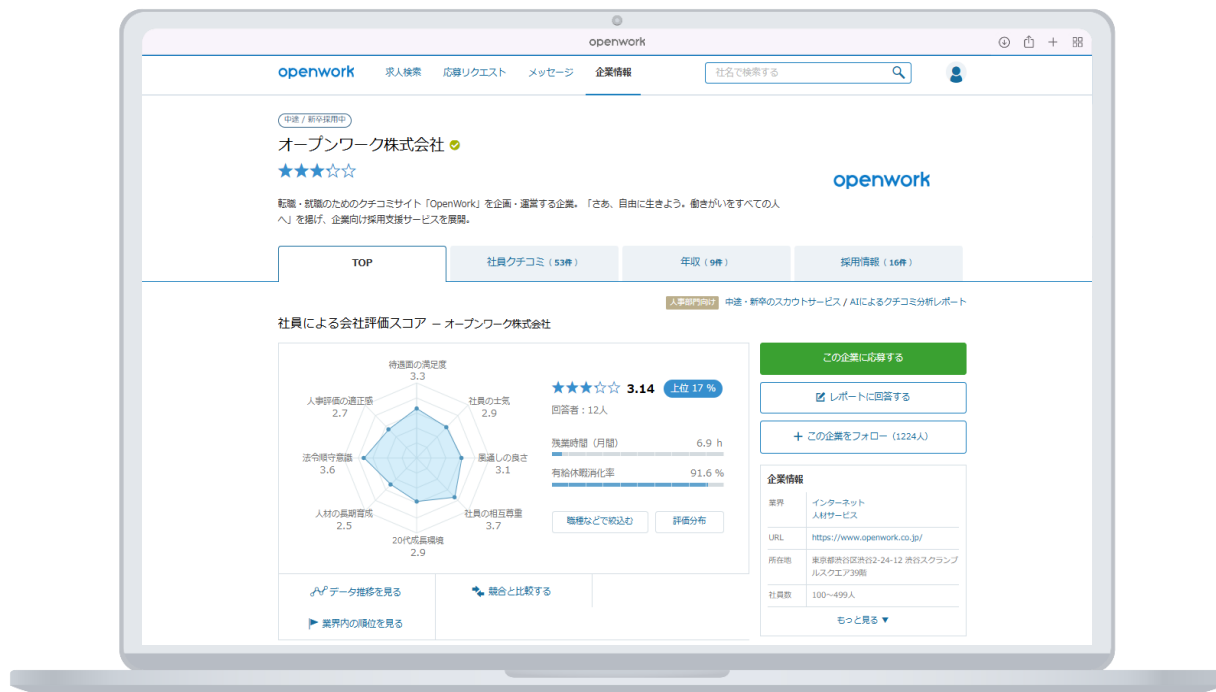 openwork
openwork
求人検索
応募リクエスト
メッセージ
企業情報
社名で検索する
中途 / 新卒採用中
オープンワーク株式会社
openwork
転職・就職のためのクチコミサイト「OpenWork」を企画・運営する企業。「さあ、自由に生きよう。働きがいをすべての人
へ」を掲げ、企業向け採用支援サービスを展開。
TOP
社員クチコミ（53件）
年収（9件）
採用情報（16件）
人事部門向け 中途・新卒のスカウトサービス / AIによるクチコミ分析レポート
社員による会社評価スコア － オープンワーク株式会社
待遇面の満足度
3.3
社員の士気
2.9
風通しの良さ
3.1
社員の相互尊重
3.7
20代成長環境
2.9
人材の長期育成
2.5
法令順守意識
3.6
人事評価の適正感
2.7
3.14 上位 17 %
回答者：12人
残業時間（月間） 6.9 h
有給休暇消化率 91.6 %
職種などで絞込む
評価分布
データ推移を見る
競合と比較する
業界内の順位を見る
この企業に応募する
レポートに回答する
+ この企業をフォロー（1224人）
企業情報
業界 インターネット
人材サービス
URL https://www.openwork.co.jp/
所在地 東京都渋谷区渋谷2-24-12 渋谷スクランブ
ルスクエア39階
社員数 100～499人
もっと見る ▼